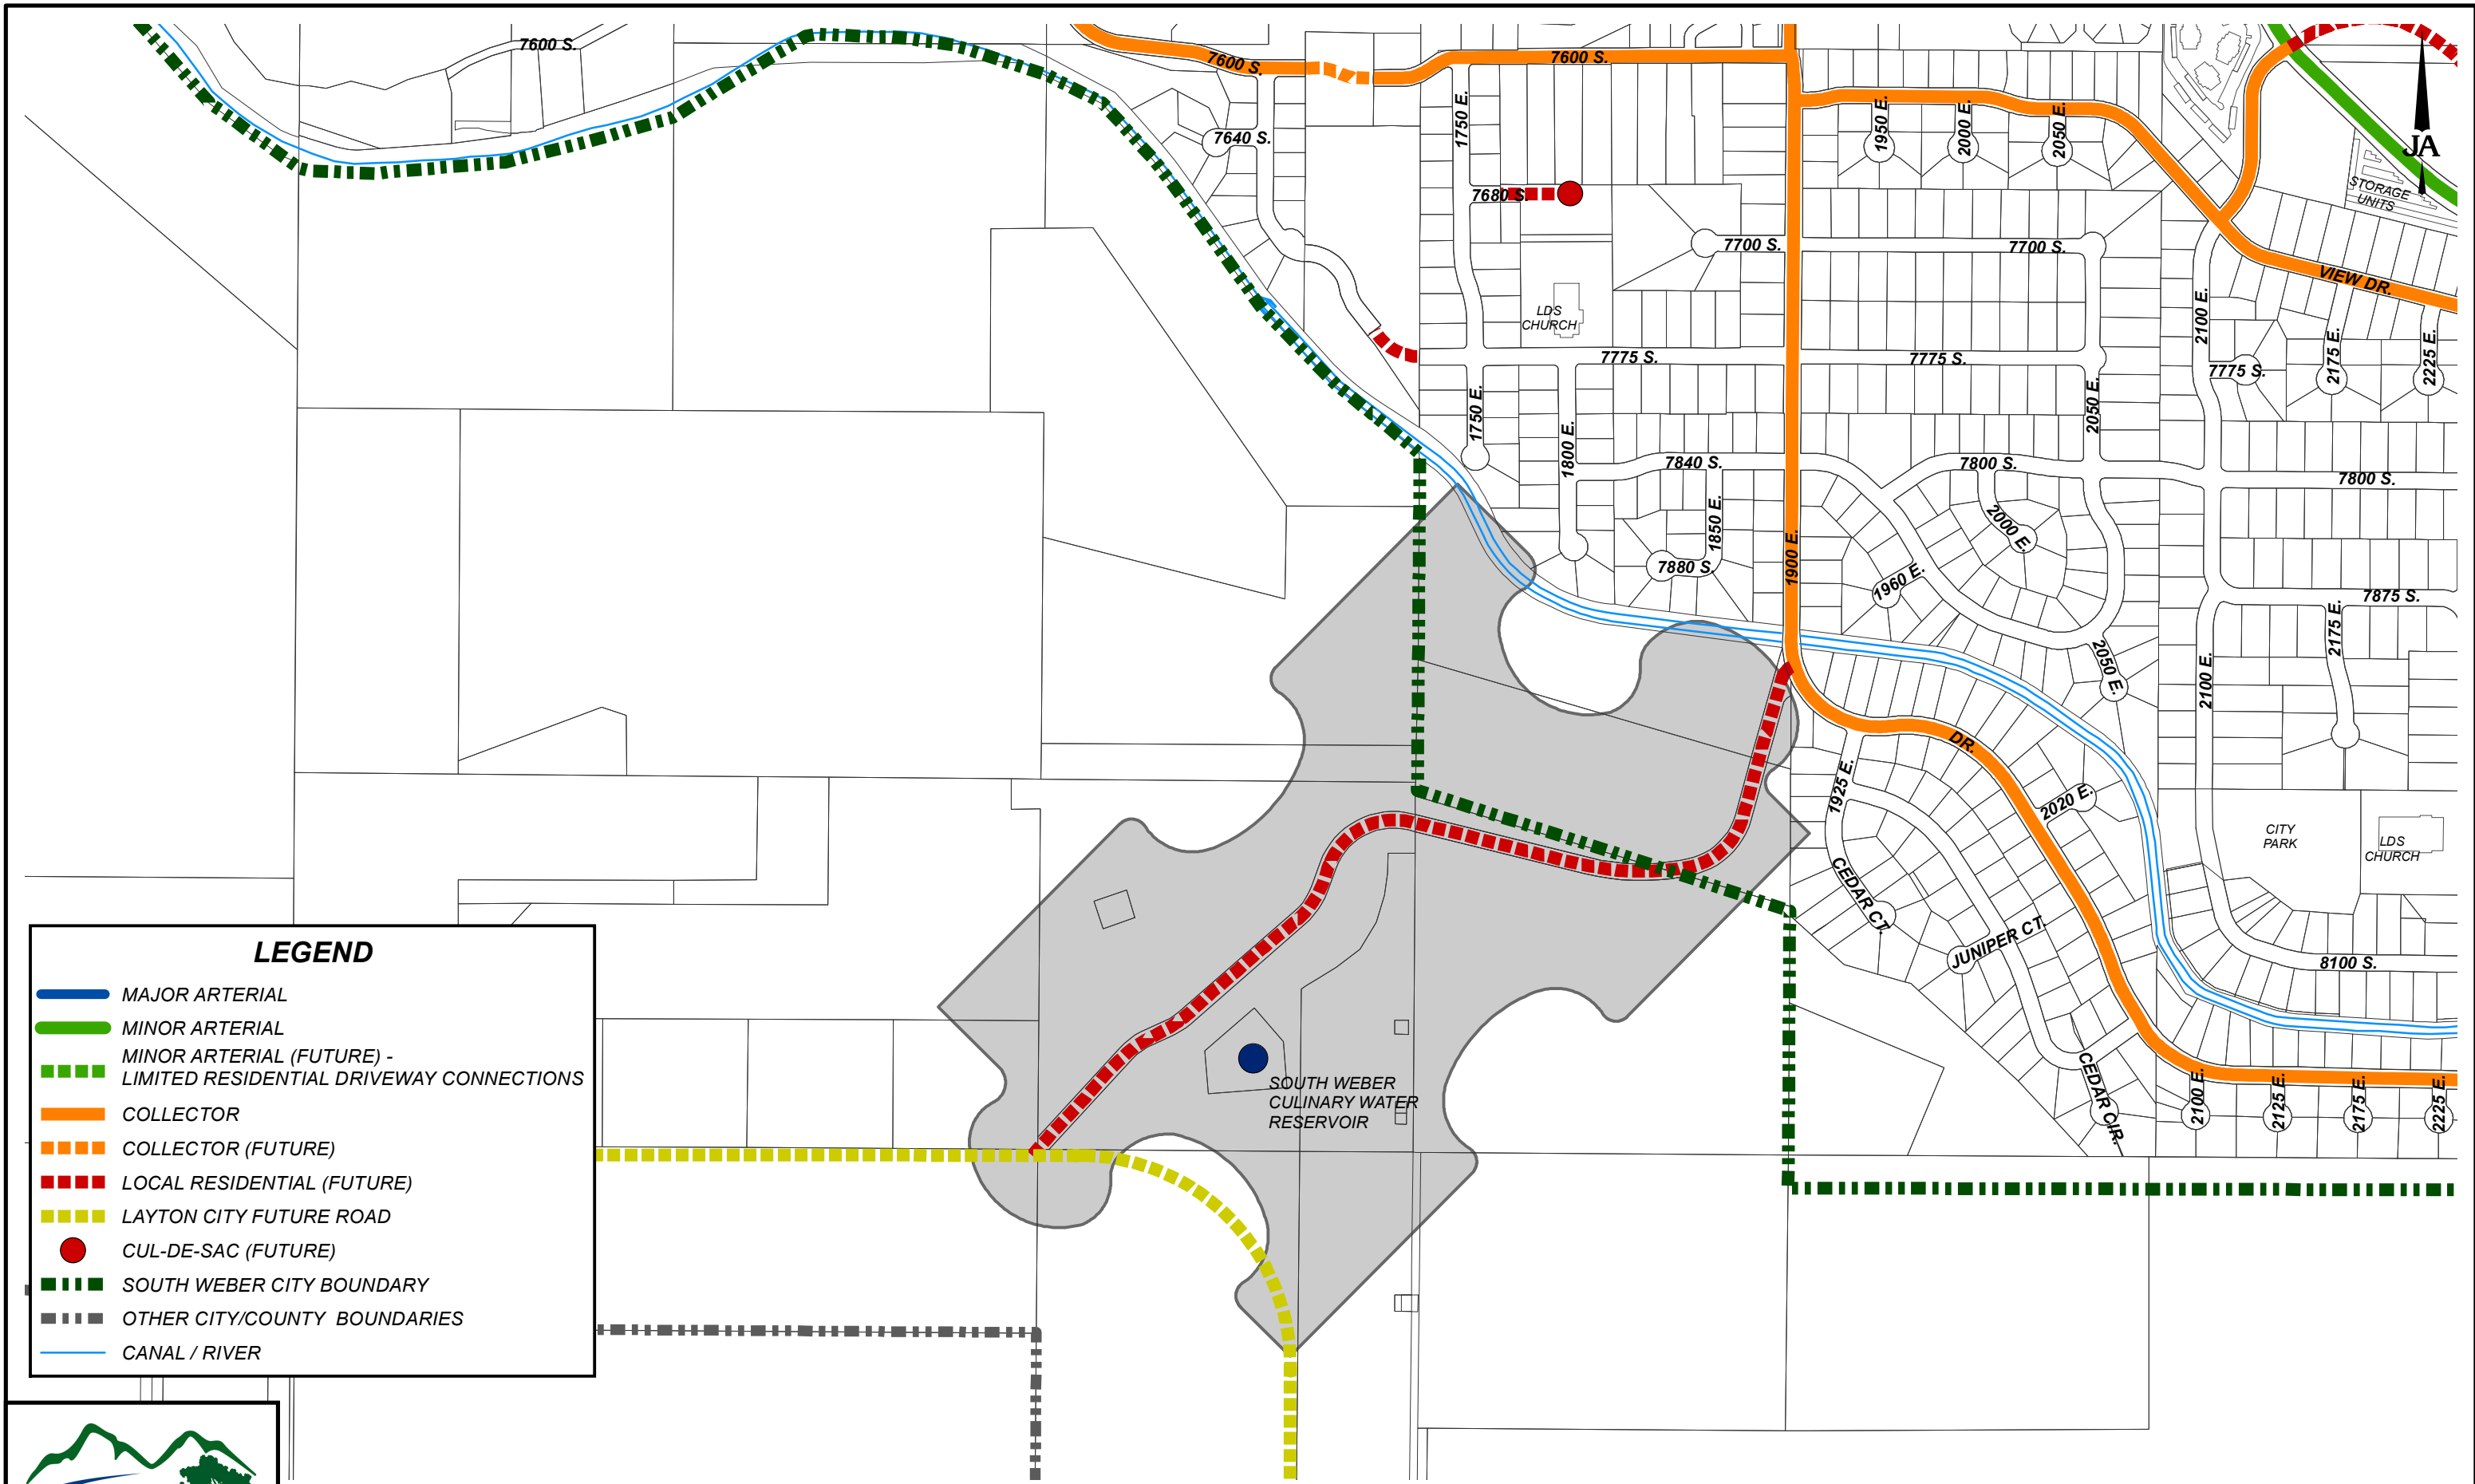 7600 S.
7600 S.
7600 S.
1750 E.
1950 E.
2000 E.
2050 E.
JA
7640 S.
STORAGE
UNITS
7680 S.
7700 S.
7700 S.
VIEW DR.
LDS
CHURCH
2100 E.
2175 E.
2225 E.
7775 S.
7775 S.
7775 S.
1750 E.
2050 E.
1800 E.
7840 S.
7800 S.
7800 S.
1850 E.
2000 E.
1900 E.
7880 S.
1960 E.
7875 S.
2175 E.
2050 E.
2100 E.
DR.
1925 E.
2020 E.
CITY
PARK
LDS
CHURCH
CEDAR CT.
JUNIPER CT.
8100 S.
SOUTH WEBER
CULINARY WATER
RESERVOIR
CEDAR CIR.
2100 E.
2125 E.
2175 E.
2225 E.
LEGEND
MAJOR ARTERIAL
MINOR ARTERIAL
MINOR ARTERIAL (FUTURE) -
LIMITED RESIDENTIAL DRIVEWAY CONNECTIONS
COLLECTOR
COLLECTOR (FUTURE)
LOCAL RESIDENTIAL (FUTURE)
LAYTON CITY FUTURE ROAD
CUL-DE-SAC (FUTURE)
SOUTH WEBER CITY BOUNDARY
OTHER CITY/COUNTY BOUNDARIES
CANAL / RIVER